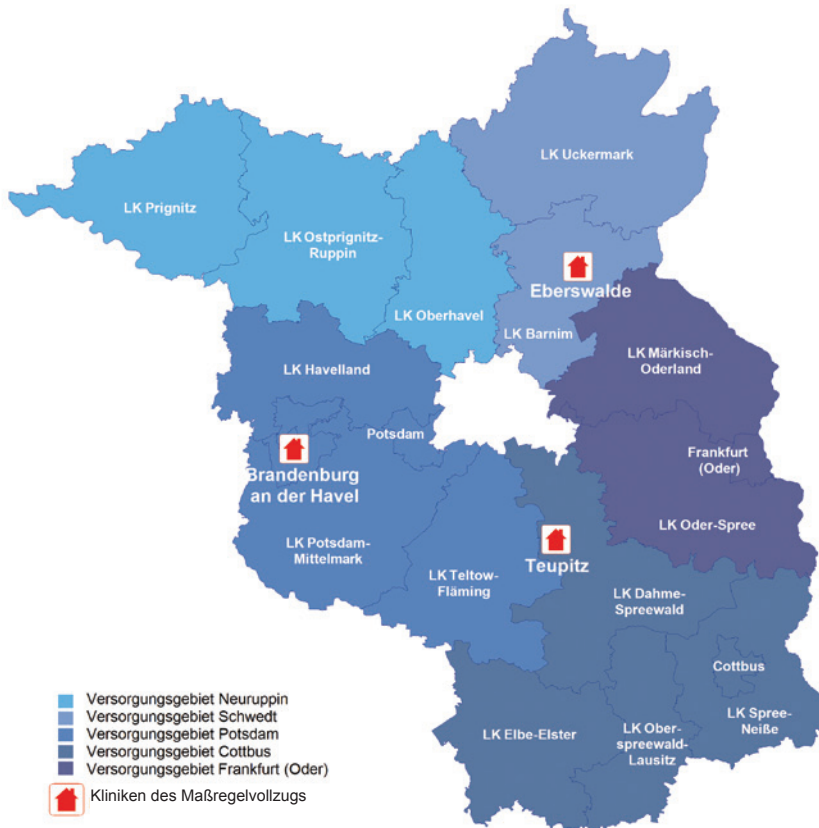 LK Uckermark
LK Prignitz
LK Ostprignitz-
Ruppin
Eberswalde
LK Oberhavel
LK Barnim
LK Märkisch-
Oderland
LK Havelland
Potsdam
Brandenburg
an der Havel
Frankfurt
(Oder)
LK Oder-Spree
LK Potsdam-
Mittelmark
Teupitz
LK Teltow-
Fläming
LK Dahme-
Spreewald
Cottbus
LK Spree-
Neiße
LK Elbe-Elster
LK Ober-
spreewald-
Lausitz
Versorgungsgebiet Neuruppin
Versorgungsgebiet Schwedt
Versorgungsgebiet Potsdam
Versorgungsgebiet Cottbus
Versorgungsgebiet Frankfurt (Oder)
Kliniken des Maßregelvollzugs